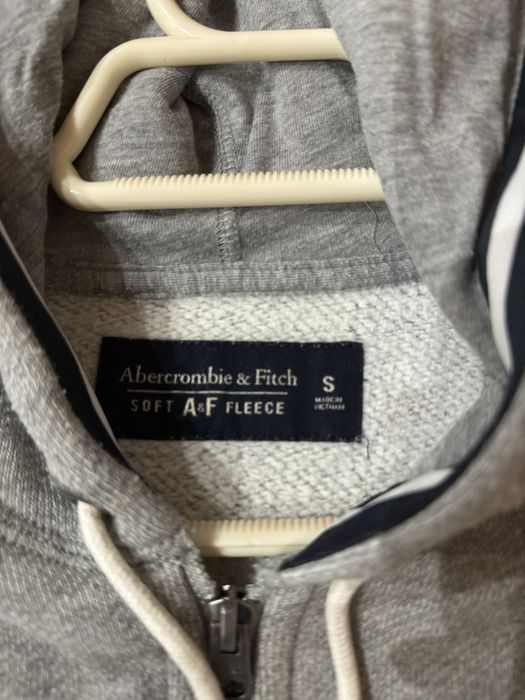 Abercrombie & Fitch
SOFT A&F FLEECE
S
MADE IN
VIETNAM